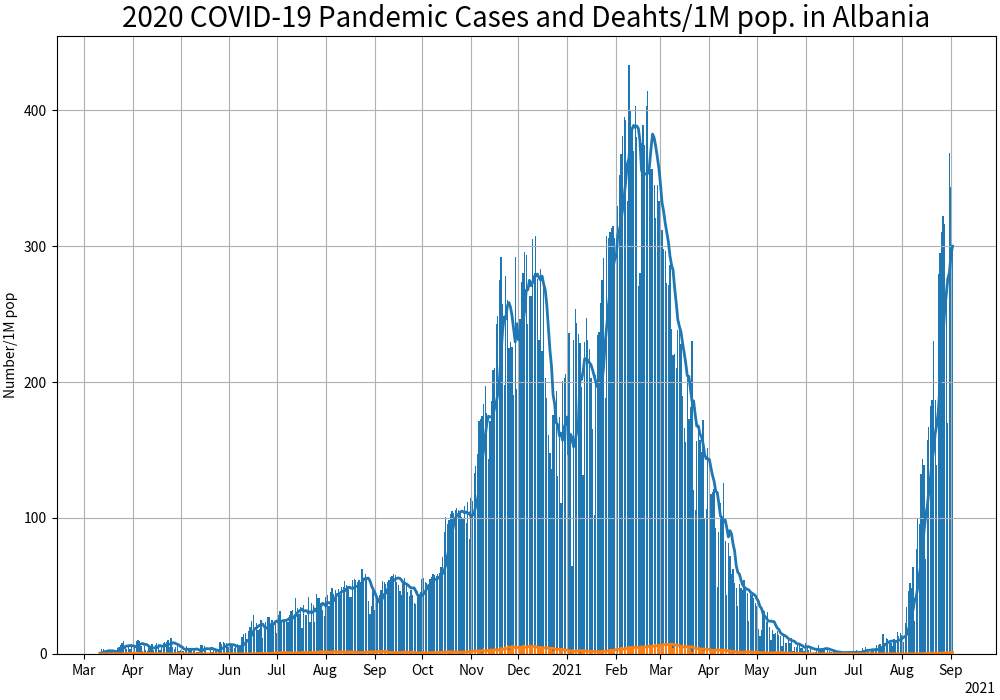 2020 COVID-19 Pandemic Cases and Deahts/1M pop. in Albania
Number/1M pop
400
300
200
100
0
Mar Apr May Jun Jul Aug Sep Oct Nov Dec 2021 Feb Mar Apr May Jun Jul Aug Sep
2021